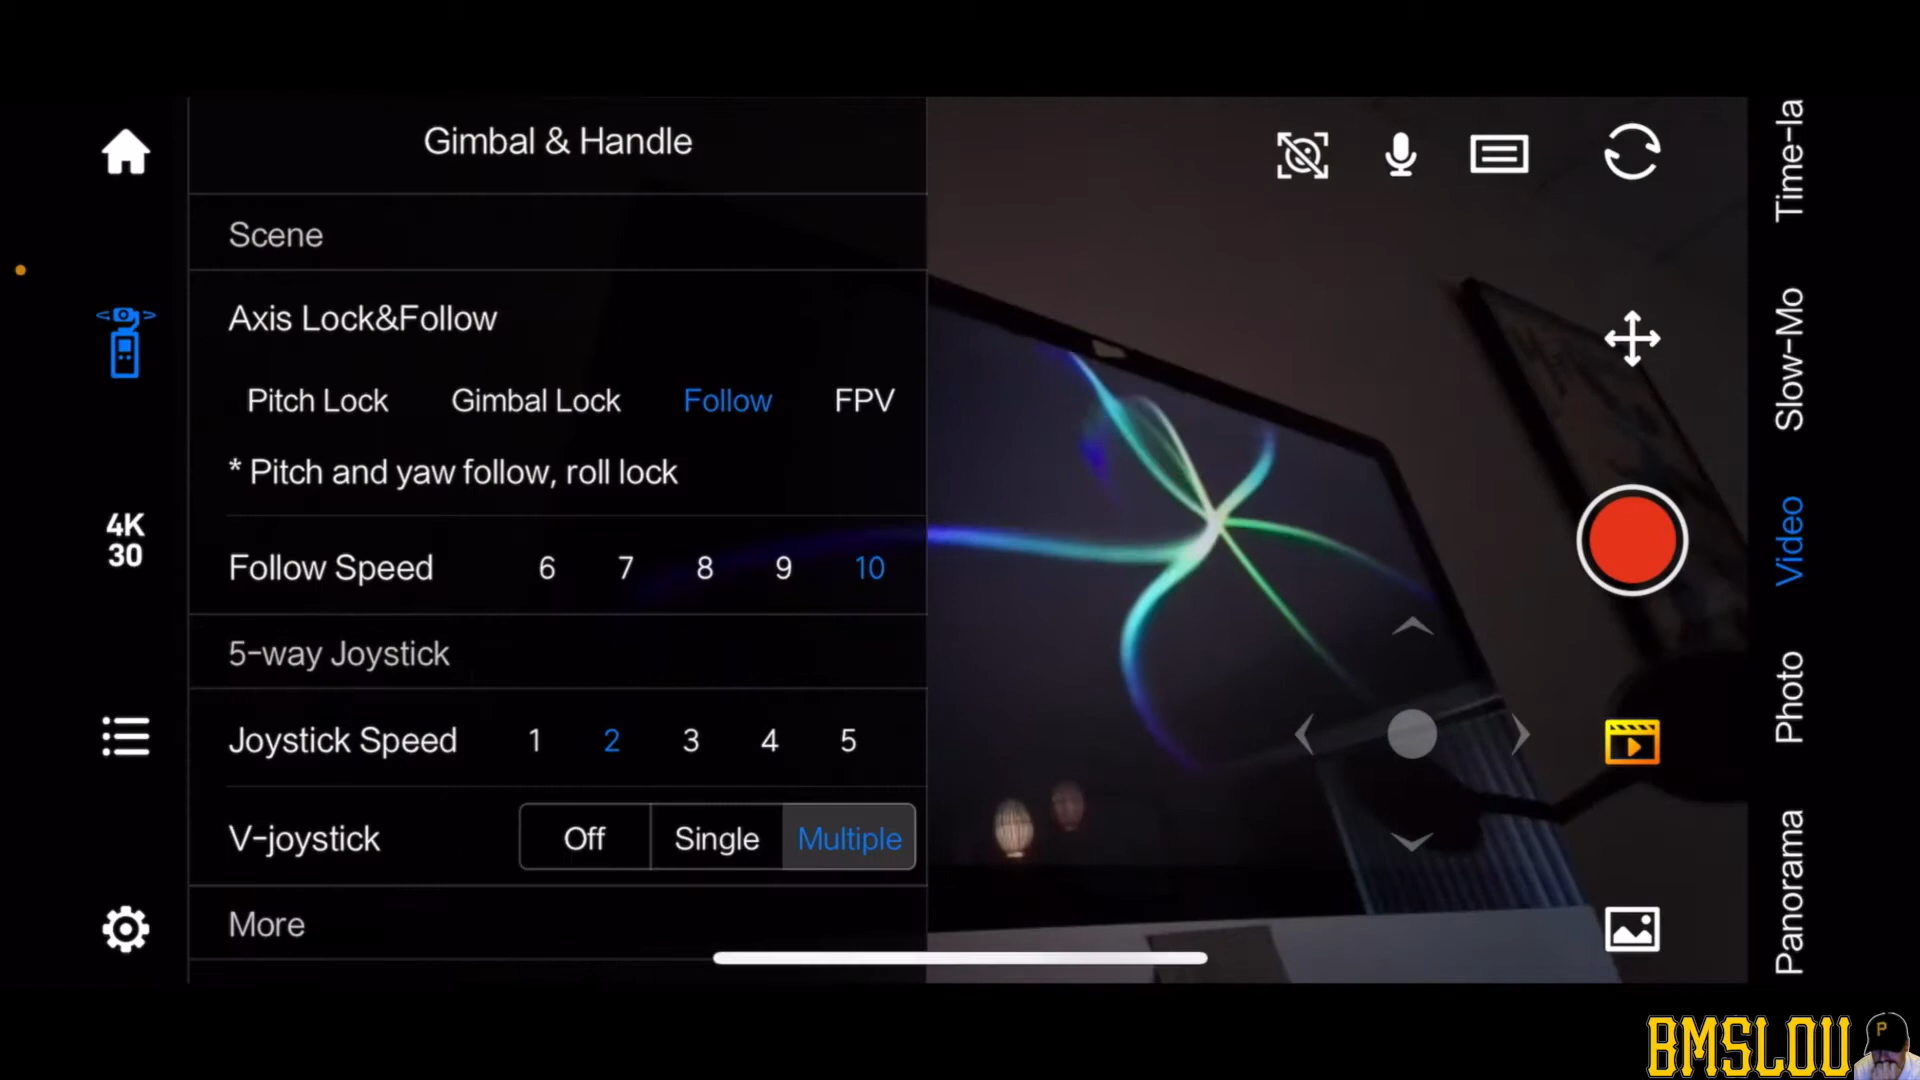 Gimbal & Handle
Scene
Axis Lock&Follow
Pitch Lock Gimbal Lock Follow FPV
* Pitch and yaw follow, roll lock
Follow Speed 6 7 8 9 10
5-way Joystick
Joystick Speed 1 2 3 4 5
V-joystick Off Single Multiple
More
4K
30
Time-la
Slow-Mo
Video
Photo
Panorama
BMSLOU
P